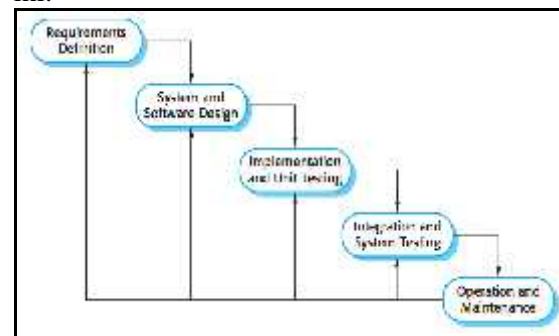 Requirements
Definition
System and
Software Design
Implementation
and Unit Testing
Integration and
System Testing
Operation and
Maintenance